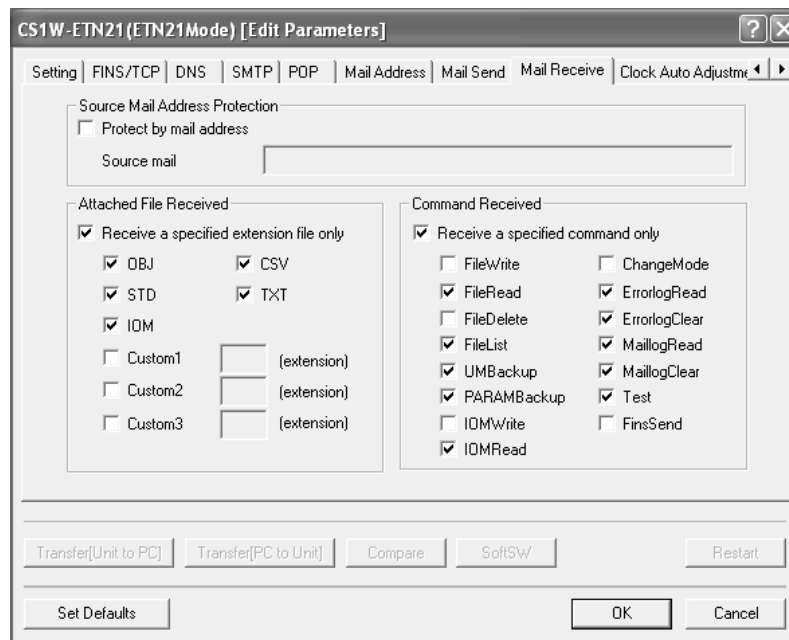 CS1W-ETN21(ETN21Mode) [Edit Parameters]
Setting FINS/TCP DNS SMTP POP Mail Address Mail Send Mail Receive Clock Auto Adjustme
Source Mail Address Protection
Protect by mail address
Source mail
Attached File Received
Receive a specified extension file only
OBJ CSV
STD TXT
IOM
Custom1 (extension)
Custom2 (extension)
Custom3 (extension)
Command Received
Receive a specified command only
FileWrite ChangeMode
FileRead ErrorlogRead
FileDelete ErrorlogClear
FileList MaillogRead
UMBackup MaillogClear
PARAMBackup Test
IOMWrite FinsSend
IOMRead
Transfer[Unit to PC] Transfer[PC to Unit] Compare SoftSW Restart
Set Defaults OK Cancel